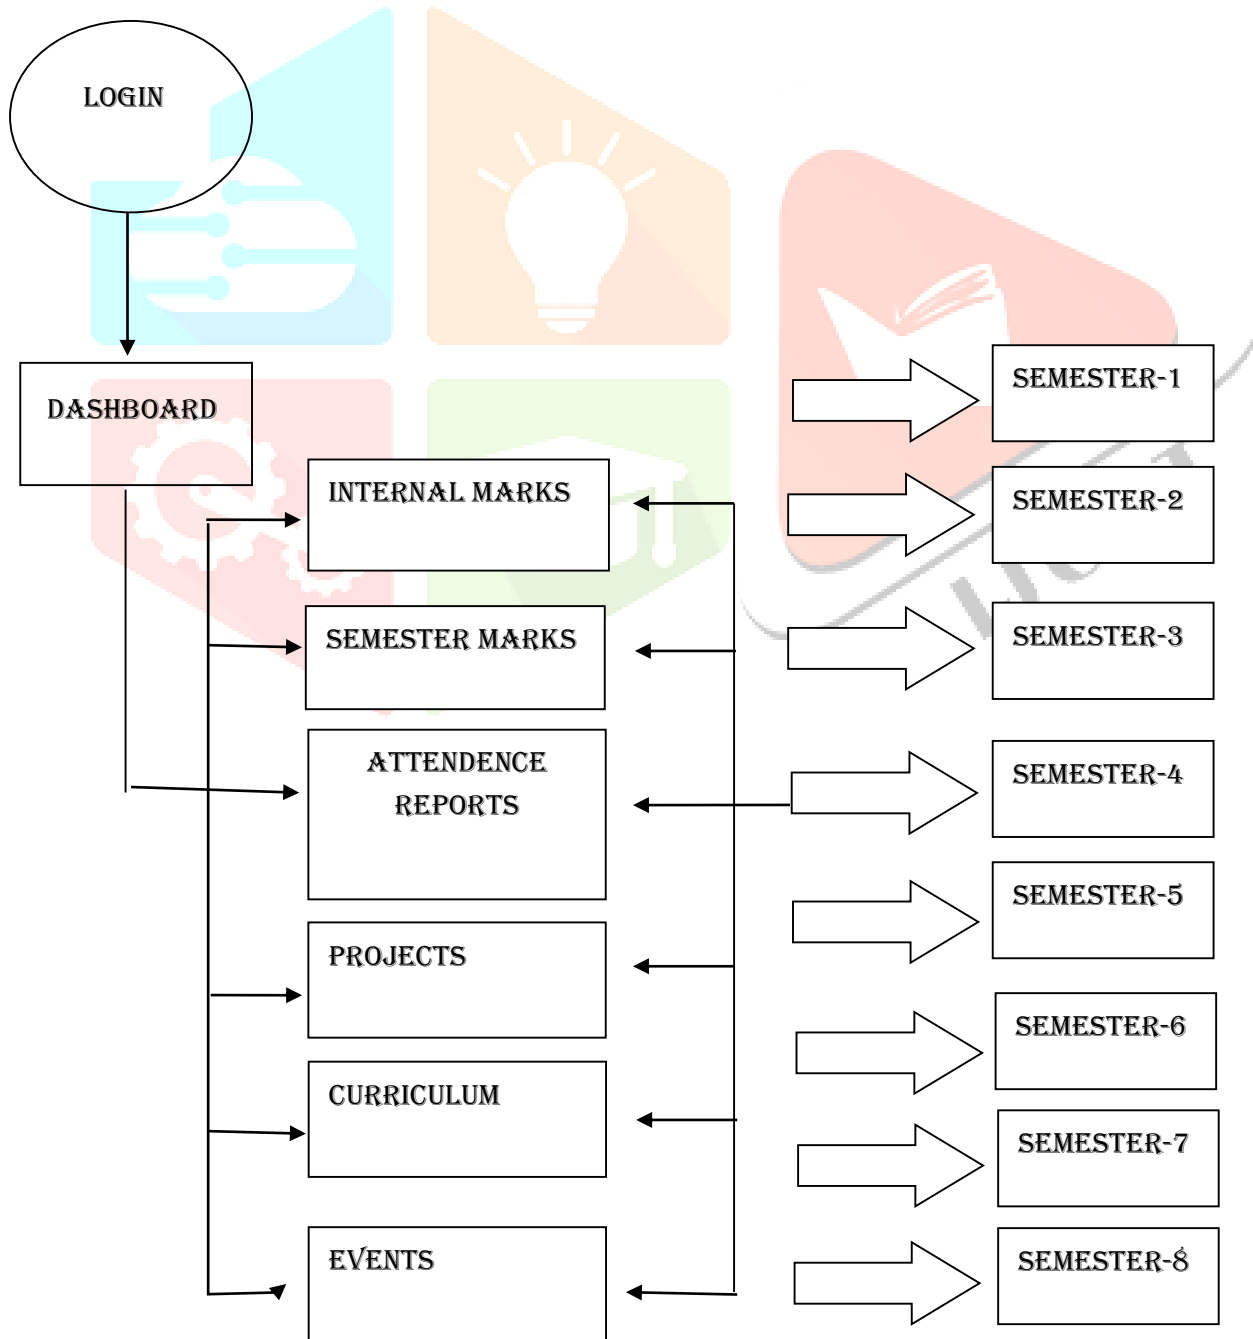 LOGIN
DASHBOARD
INTERNAL MARKS
SEMESTER MARKS
ATTENDENCE
REPORTS
PROJECTS
CURRICULUM
EVENTS
SEMESTER-1
SEMESTER-2
SEMESTER-3
SEMESTER-4
SEMESTER-5
SEMESTER-6
SEMESTER-7
SEMESTER-8